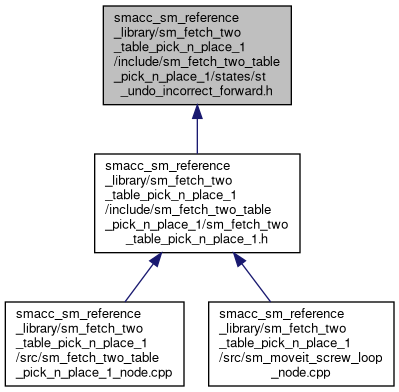 smacc_sm_reference
_library/sm_fetch_two
_table_pick_n_place_1
/include/sm_fetch_two_table
_pick_n_place_1/states/st
_undo_incorrect_forward.h
smacc_sm_reference
_library/sm_fetch_two
_table_pick_n_place_1
/include/sm_fetch_two_table
_pick_n_place_1/sm_fetch_two
_table_pick_n_place_1.h
smacc_sm_reference
_library/sm_fetch_two
_table_pick_n_place_1
/src/sm_fetch_two_table
_pick_n_place_1_node.cpp
smacc_sm_reference
_library/sm_fetch_two
_table_pick_n_place_1
/src/sm_moveit_screw_loop
_node.cpp